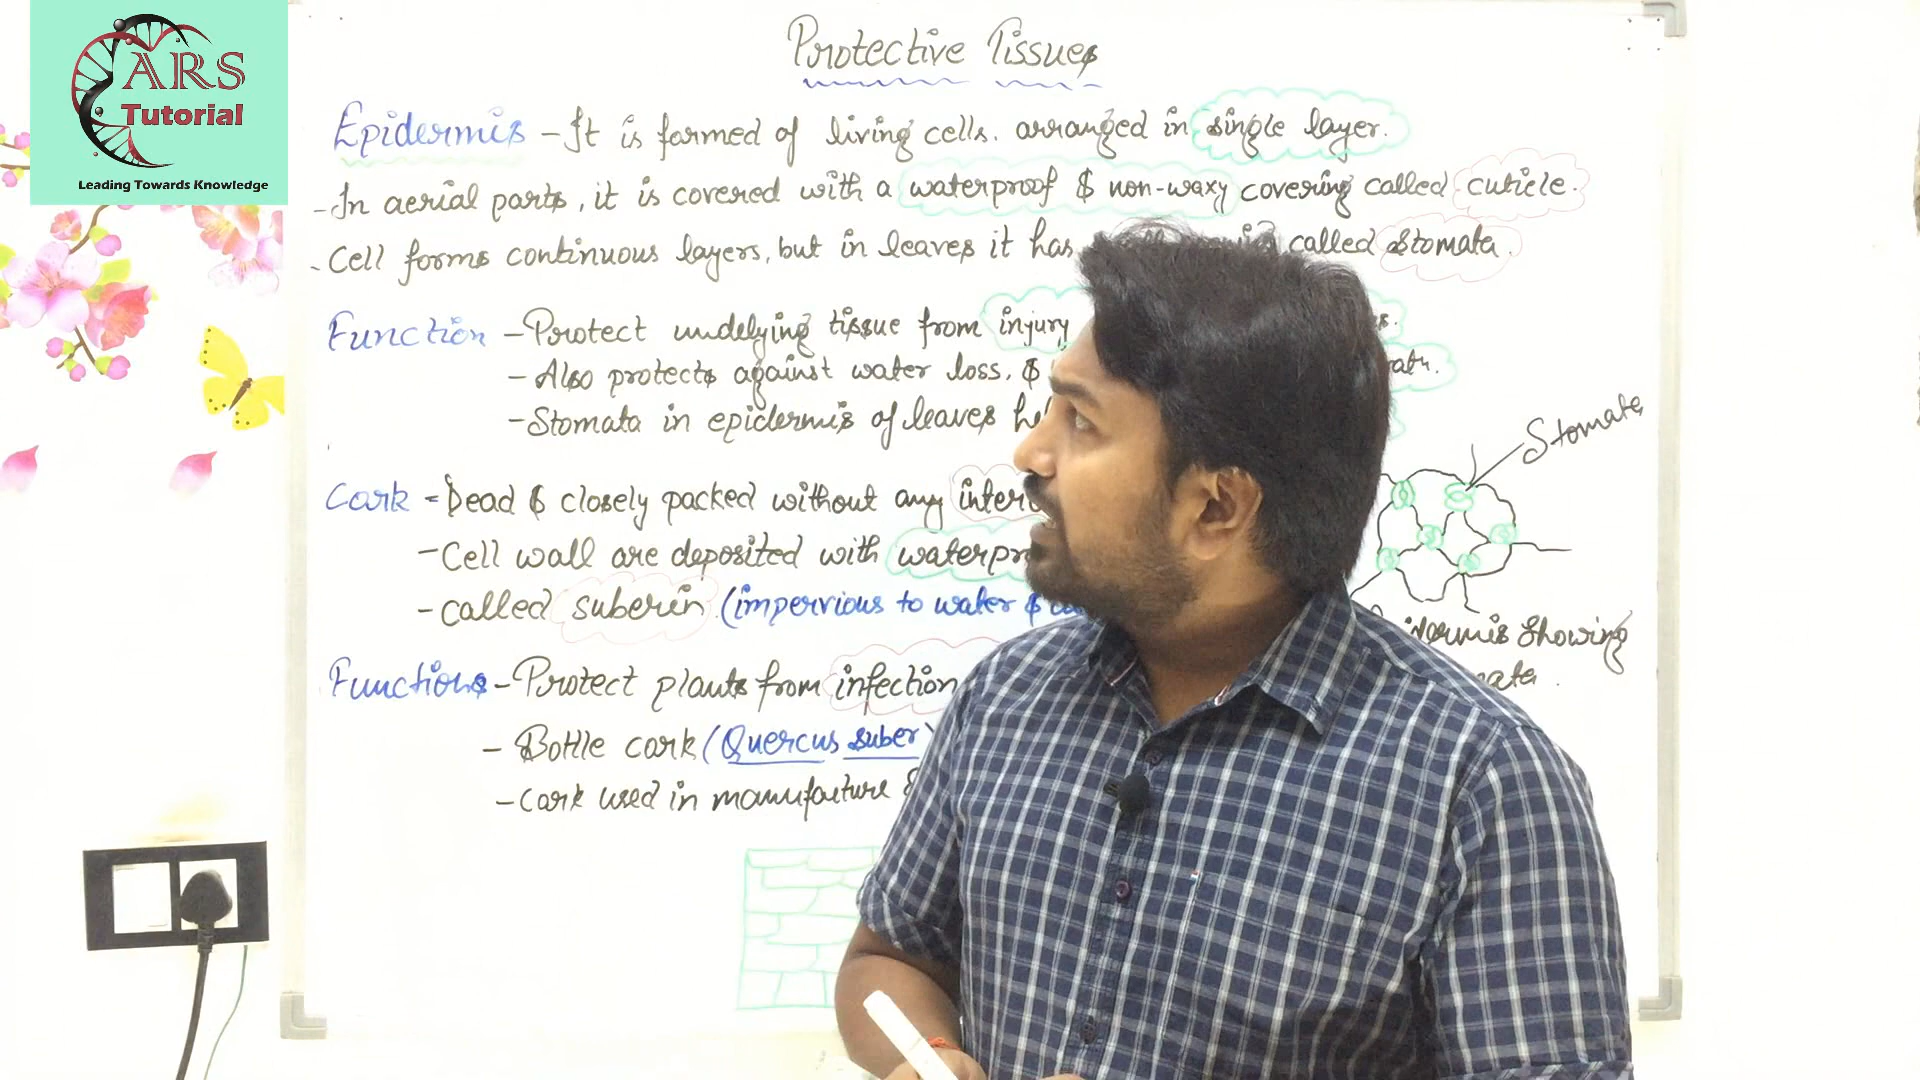 ARS
Tutorial
Leading Towards Knowledge
Protective Tissues
Epidermis - It is formed of living cells. arranged in single layer.
- In aerial parts, it is covered with a waterproof & non-waxy covering called cuticle.
- Cell forms continuous layers, but in leaves it has called stomata.
Function - Protect undelying tissue from injury
- Also protects against water loss, &
- Stomata in epidermis of leaves
Stomata
Cork - Dead & closely packed without any
- Cell wall are deposited with
- called suberin (impervious to water &
showing
Functions - Protect plants from infection
- Bottle cork (Quercus suber)
- Cork used in manufacture